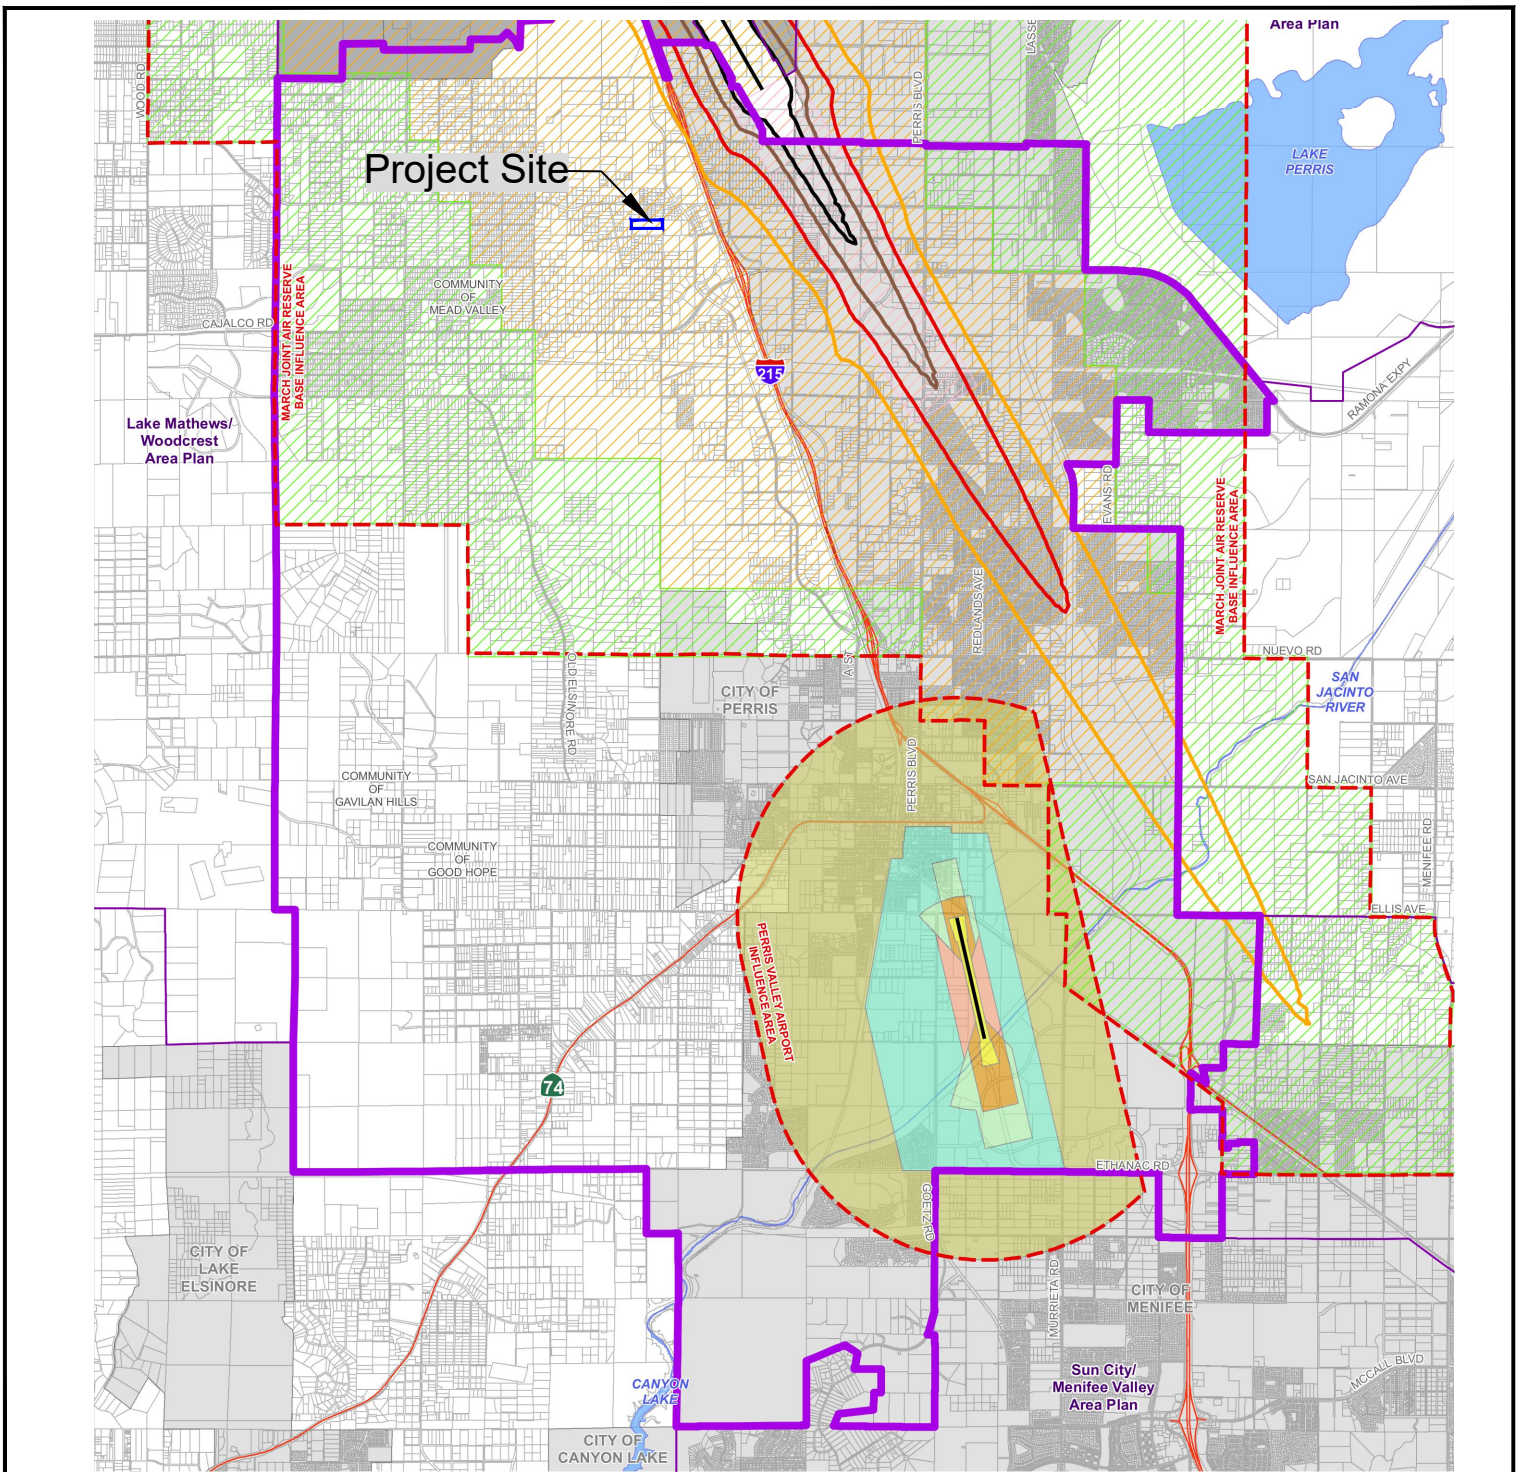 Area Plan
WOOD RD
PERRIS BLVD
LASSE
Project Site
LAKE
PERRIS
COMMUNITY
OF
MEAD VALLEY
MARCH JOINT AIR RESERVE
BASE INFLUENCE AREA
CAJALCO RD
215
RAMONA EXPY
Lake Mathews/
Woodcrest
Area Plan
EVANS RD
MARCH JOINT AIR RESERVE
BASE INFLUENCE AREA
REDLANDS AVE
NUEVO RD
OLD ELSINORE RD
A ST
CITY OF
PERRIS
SAN
JACINTO
RIVER
PERRIS BLVD
COMMUNITY
OF
GAVILAN HILLS
SAN JACINTO AVE
COMMUNITY
OF
GOOD HOPE
MENIFEE RD
ELLIS AVE
PERRIS VALLEY AIRPORT
INFLUENCE AREA
74
ETHANAC RD
GOETZ RD
CITY OF
LAKE
ELSINORE
MURRIETA RD
CITY OF
MENIFEE
CANYON
LAKE
Sun City/
Menifee Valley
Area Plan
MCCALL BLVD
CITY OF
CANYON LAKE